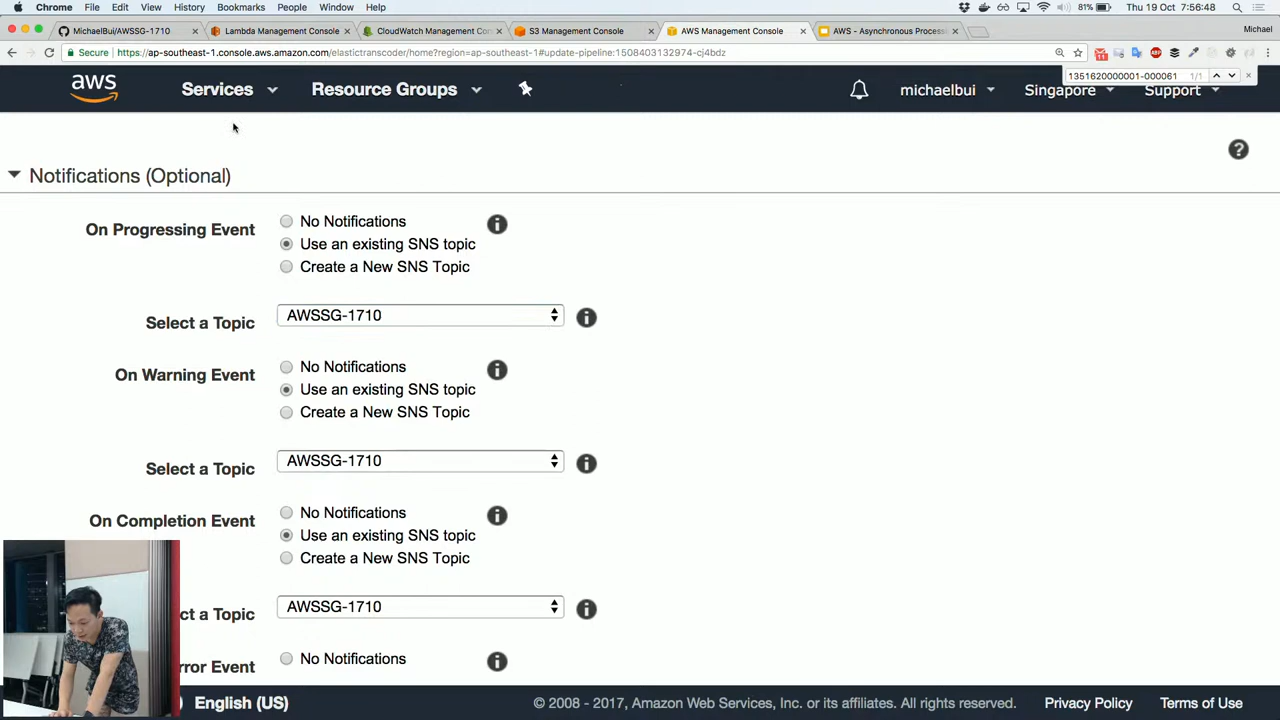 Chrome File Edit View History Bookmarks People Window Help 81% Thu 19 Oct 7:56:48
MichaelBui/AWSSG-1710 Lambda Management Console CloudWatch Management Con S3 Management Console AWS Management Console AWS - Asynchronous Process Michael
Secure https://ap-southeast-1.console.aws.amazon.com/elastictranscoder/home?region=ap-southeast-1#update-pipeline:1508403132974-cj4bdz
1351620000001-000061 1/1
aws Services Resource Groups michaelbui Singapore Support
Notifications (Optional)
On Progressing Event
No Notifications
Use an existing SNS topic
Create a New SNS Topic
Select a Topic AWSSG-1710
On Warning Event
No Notifications
Use an existing SNS topic
Create a New SNS Topic
Select a Topic AWSSG-1710
On Completion Event
No Notifications
Use an existing SNS topic
Create a New SNS Topic
ct a Topic AWSSG-1710
rror Event
No Notifications
English (US) © 2008 - 2017, Amazon Web Services, Inc. or its affiliates. All rights reserved. Privacy Policy Terms of Use